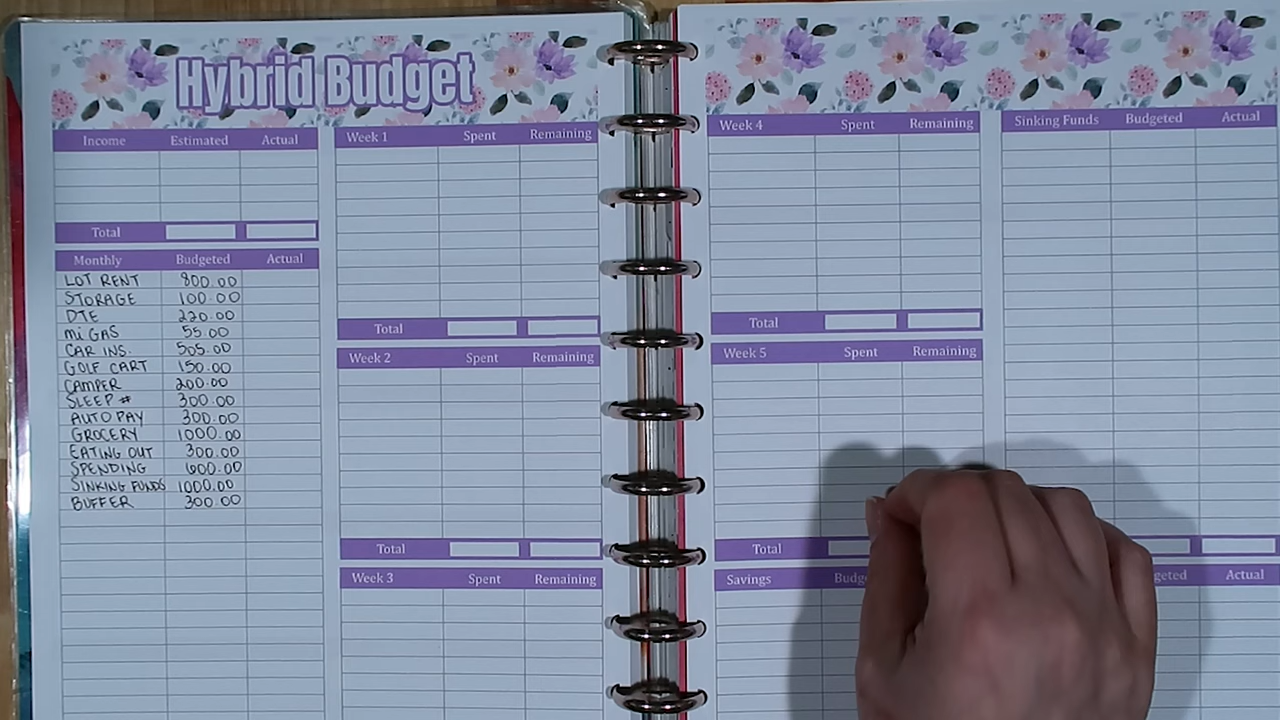 Hybrid Budget
Income Estimated Actual
Total
Monthly Budgeted Actual
LOT RENT 800.00
STORAGE 100.00
DTE 220.00
mi GAS 55.00
CAR INS. 505.00
GOLF CART 150.00
CAMPER 200.00
SLEEP # 300.00
AUTO PAY 300.00
GROCERY 1000.00
EATING OUT 300.00
SPENDING 600.00
SINKING FUNDS 1000.00
BUFFER 300.00
Week 1 Spent Remaining
Total
Week 2 Spent Remaining
Total
Week 3 Spent Remaining
Week 4 Spent Remaining
Total
Week 5 Spent Remaining
Total
Savings
Sinking Funds Budgeted Actual
Actual